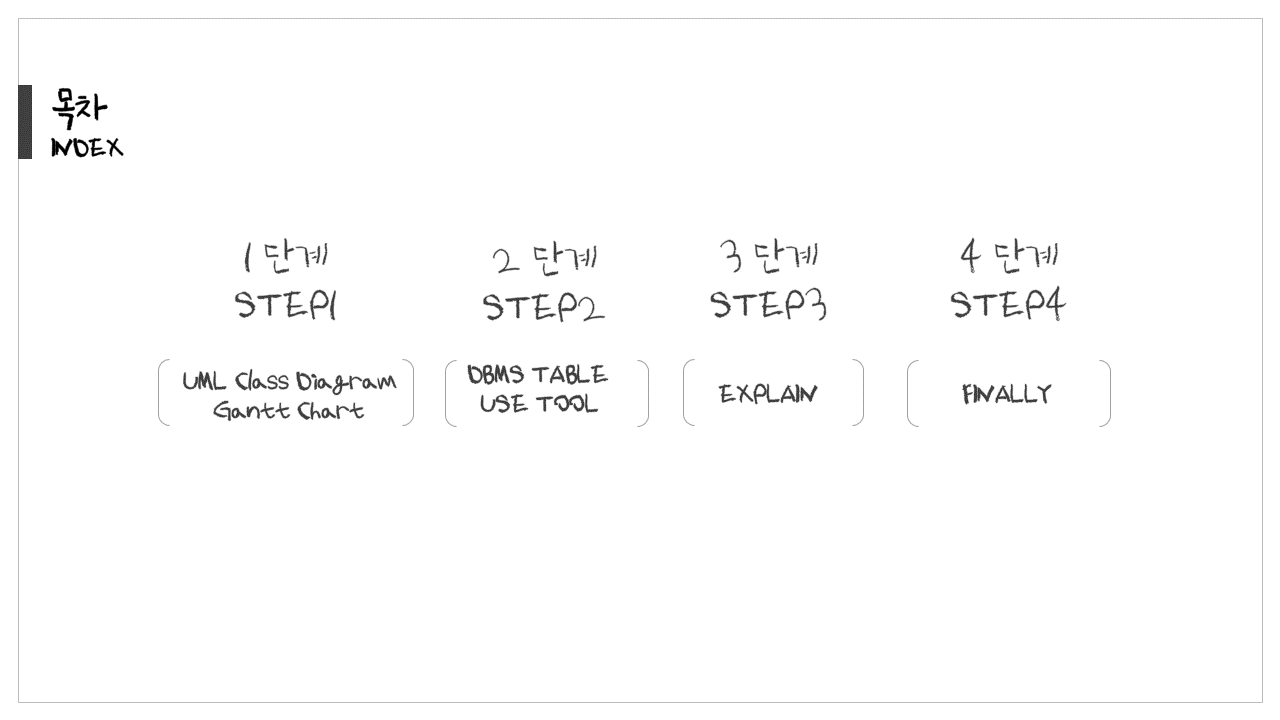 목차
INDEX
1 단계
STEP1
UML Class Diagram
Gantt Chart
2 단계
STEP2
DBMS TABLE
USE TOOL
3 단계
STEP3
EXPLAIN
4 단계
STEP4
FINALLY